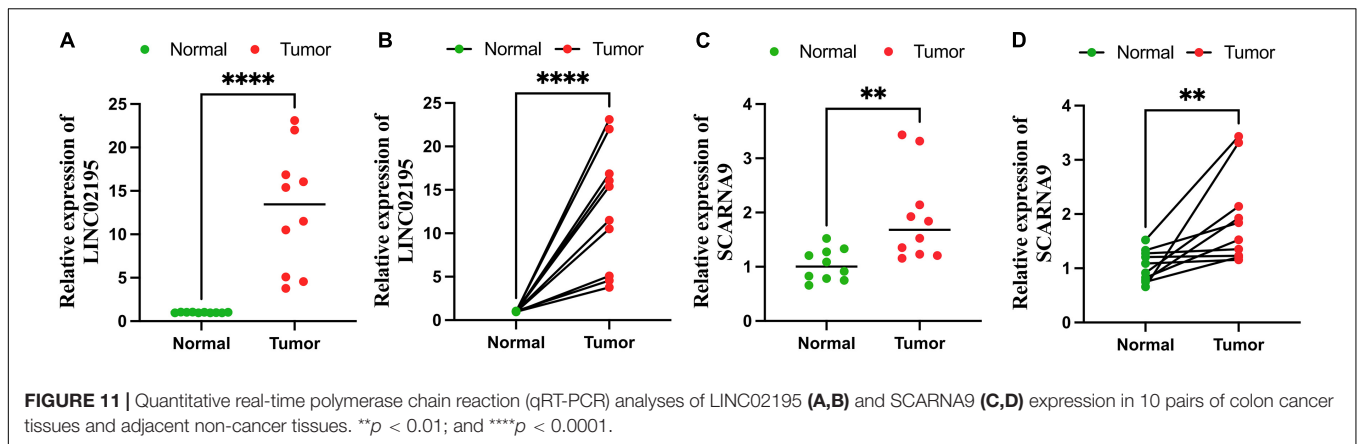 A
Normal
Tumor
****
Relative expression of
LINC02195
25
20
15
10
5
0
Normal
Tumor
B
Normal
Tumor
****
Relative expression of
LINC02195
25
20
15
10
5
0
Normal
Tumor
C
Normal
Tumor
**
Relative expression of
SCARNA9
4
3
2
1
0
Normal
Tumor
D
Normal
Tumor
**
Relative expression of
SCARNA9
4
3
2
1
0
Normal
Tumor
FIGURE 11 | Quantitative real-time polymerase chain reaction (qRT-PCR) analyses of LINC02195 (A,B) and SCARNA9 (C,D) expression in 10 pairs of colon cancer
tissues and adjacent non-cancer tissues. **p < 0.01; and ****p < 0.0001.